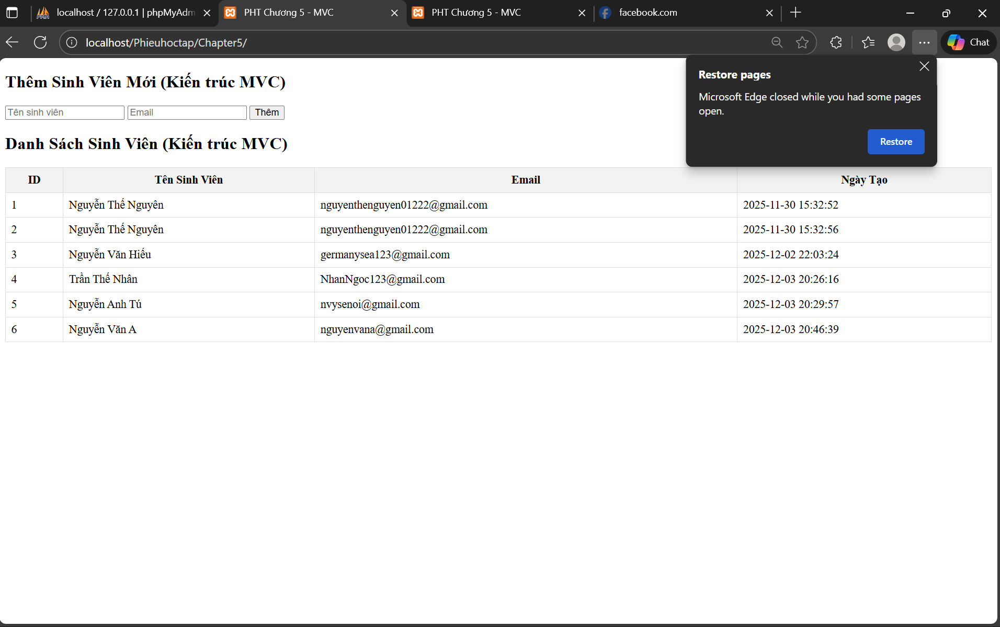 localhost / 127.0.0.1 | phpMyAdm
PHT Chương 5 - MVC
PHT Chương 5 - MVC
facebook.com
localhost/Phieuhoctap/Chapter5/
Chat
Restore pages
Microsoft Edge closed while you had some pages
open.
Restore
Thêm Sinh Viên Mới (Kiến trúc MVC)
Tên sinh viên Email Thêm
Danh Sách Sinh Viên (Kiến trúc MVC)
ID Tên Sinh Viên Email Ngày Tạo
1 Nguyễn Thế Nguyên nguyenthenguyen01222@gmail.com 2025-11-30 15:32:52
2 Nguyễn Thế Nguyên nguyenthenguyen01222@gmail.com 2025-11-30 15:32:56
3 Nguyễn Văn Hiếu germanysea123@gmail.com 2025-12-02 22:03:24
4 Trần Thế Nhân NhanNgoc123@gmail.com 2025-12-03 20:26:16
5 Nguyễn Anh Tú nvysenoi@gmail.com 2025-12-03 20:29:57
6 Nguyễn Văn A nguyenvana@gmail.com 2025-12-03 20:46:39